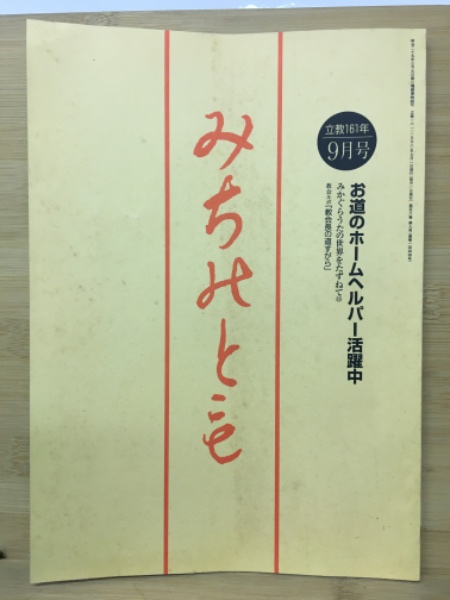 立教161年
9月号
お道のホームヘルパー活躍中
みかぐらうたの世界をたずねて
教会長の道すがら
みちのとも